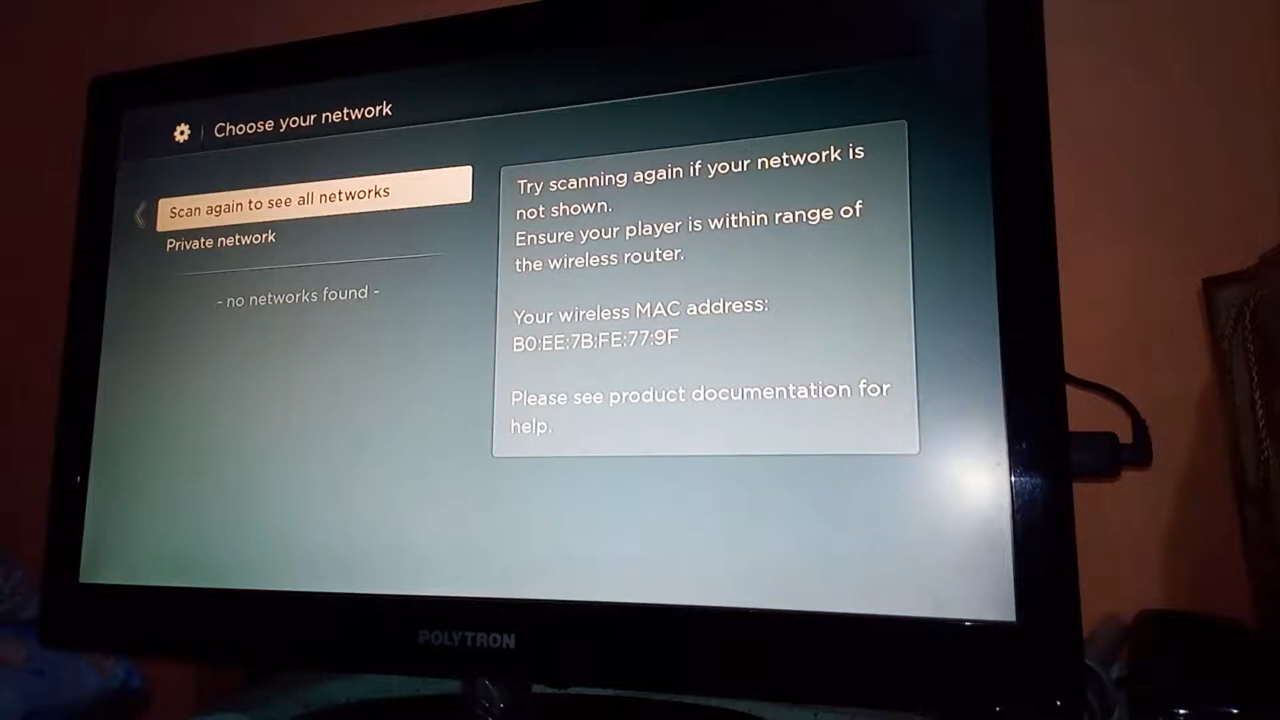 Choose your network
Scan again to see all networks
Private network
- no networks found -
Try scanning again if your network is
not shown.
Ensure your player is within range of
the wireless router.
Your wireless MAC address:
B0:EE:7B:FE:77:9F
Please see product documentation for
help.
POLYTRON